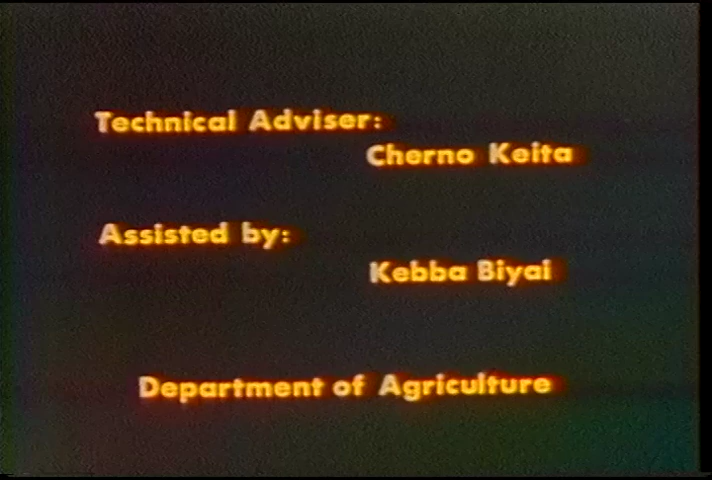 Technical Adviser:
Cherno Keita
Assisted by:
Kebba Biyai
Department of Agriculture